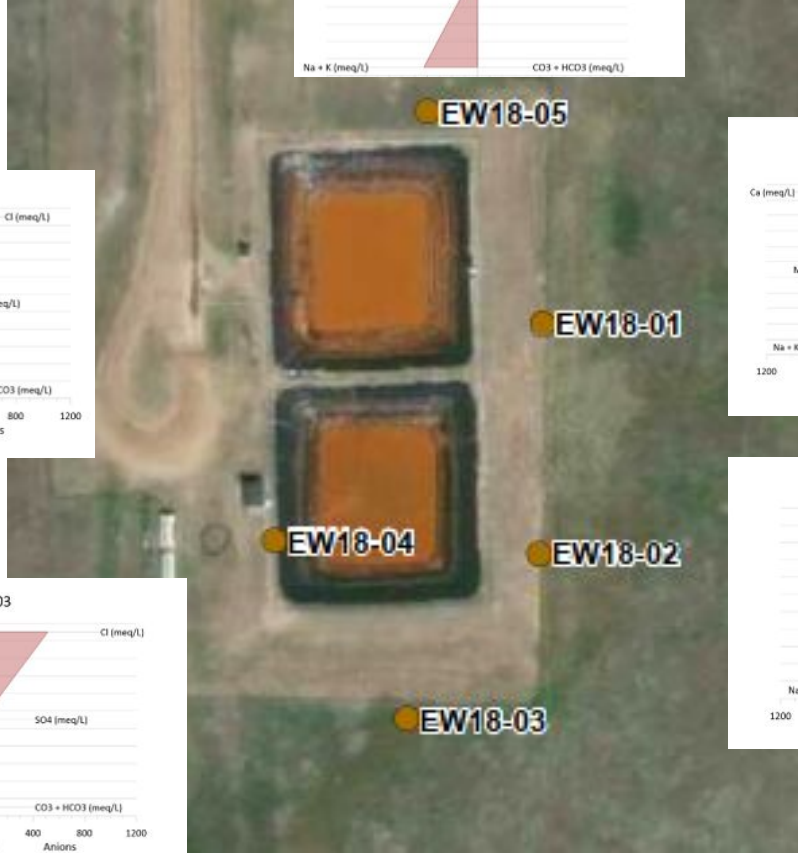 Na + K (meq/L)
CO3 + HCO3 (meq/L)
EW18-05
Cl (meq/L)
Ca (meq/L)
EW18-01
Na + K
1200
CO3 (meq/L)
800
1200
EW18-04
EW18-02
03
Cl (meq/L)
SO4 (meq/L)
Na
1200
EW18-03
CO3 + HCO3 (meq/L)
400
800
1200
Anions